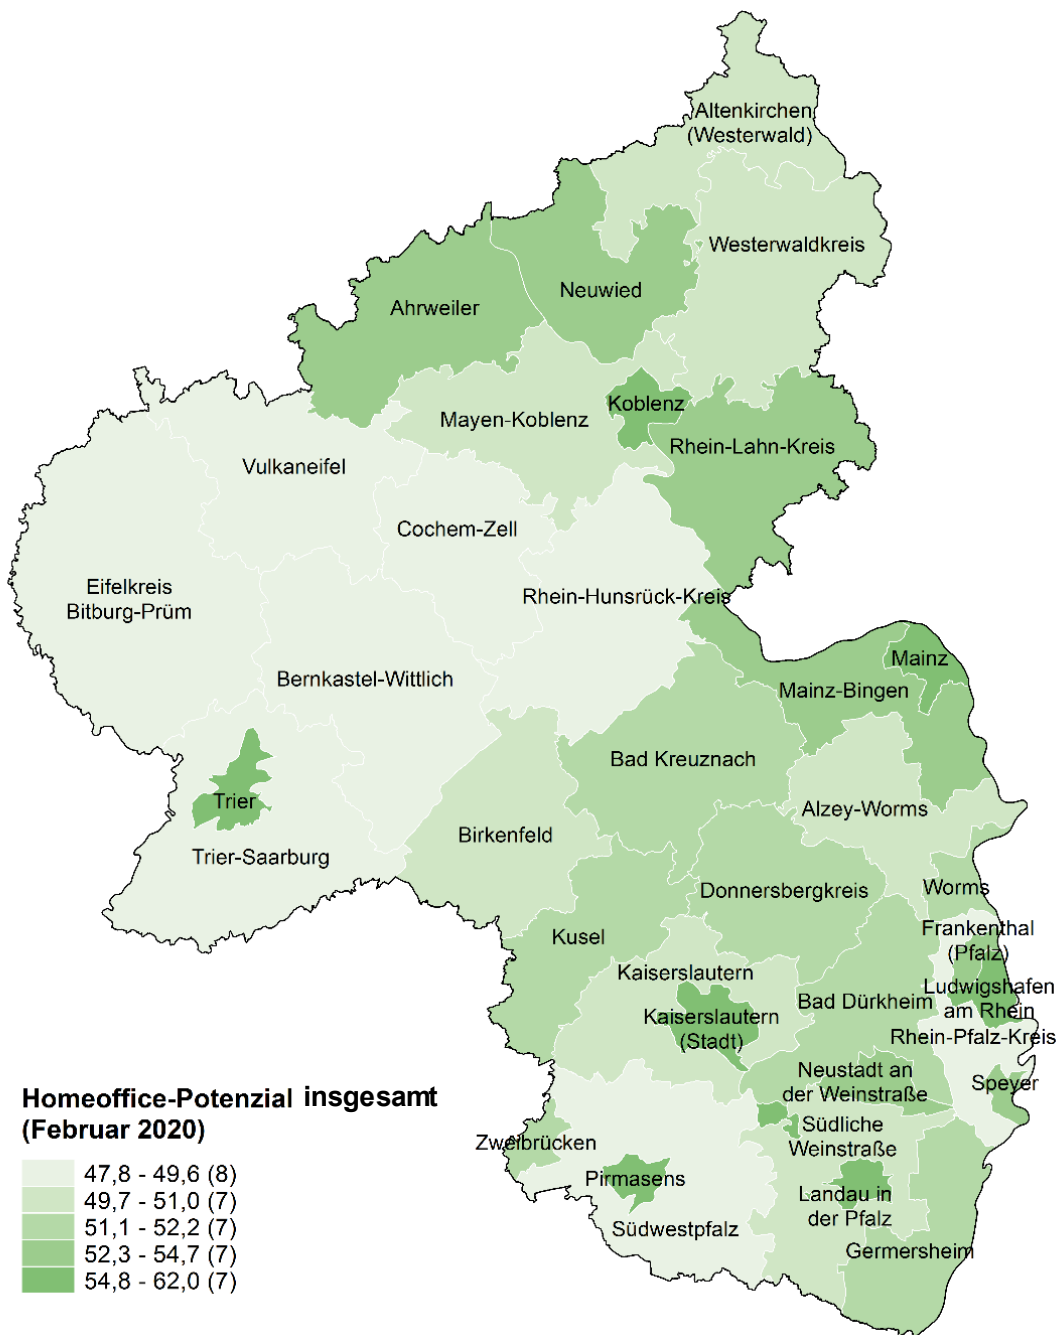 Altenkirchen
(Westerwald)
Westerwaldkreis
Neuwied
Ahrweiler
Koblenz
Mayen-Koblenz
Rhein-Lahn-Kreis
Vulkaneifel
Cochem-Zell
Eifelkreis
Bitburg-Prüm
Rhein-Hunsrück-Kreis
Mainz
Bernkastel-Wittlich
Mainz-Bingen
Bad Kreuznach
Trier
Alzey-Worms
Birkenfeld
Trier-Saarburg
Donnersbergkreis
Worms
Frankenthal
(Pfalz)
Kusel
Kaiserslautern
Ludwigshafen
am Rhein
Bad Dürkheim
Kaiserslautern
(Stadt)
Rhein-Pfalz-Kreis
Neustadt an
der Weinstraße
Speyer
Südliche
Weinstraße
Zweibrücken
Pirmasens
Landau in
der Pfalz
Südwestpfalz
Germersheim
Homeoffice-Potenzial insgesamt
(Februar 2020)
47,8 - 49,6 (8)
49,7 - 51,0 (7)
51,1 - 52,2 (7)
52,3 - 54,7 (7)
54,8 - 62,0 (7)